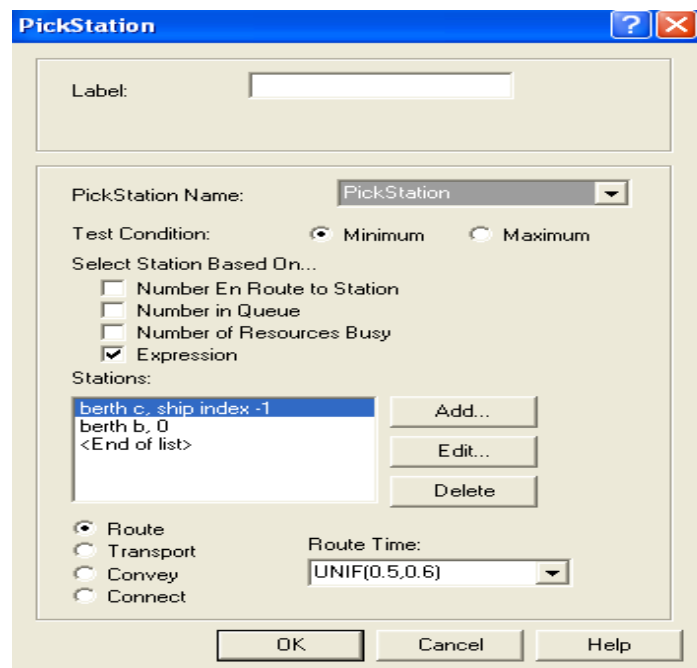 PickStation
Label:
PickStation Name: PickStation
Test Condition: Minimum Maximum
Select Station Based On...
Number En Route to Station
Number in Queue
Number of Resources Busy
Expression
Stations:
berth c, ship index -1
berth b, 0
<End of list>
Add...
Edit...
Delete
Route
Transport
Convey
Connect
Route Time:
UNIF(0.5,0.6)
OK Cancel Help